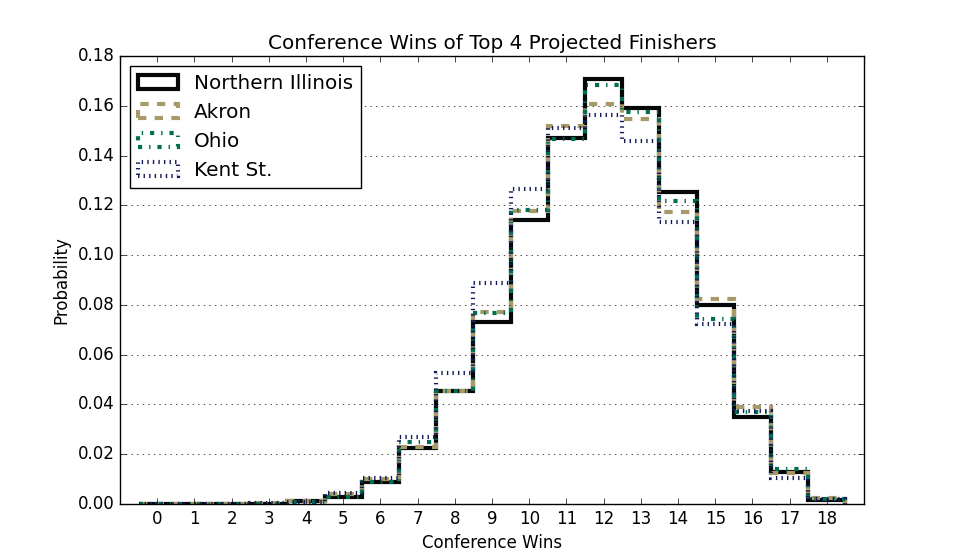 Conference Wins of Top 4 Projected Finishers
Northern Illinois
Akron
Ohio
Kent St.
Probability
0.18
0.16
0.14
0.12
0.10
0.08
0.06
0.04
0.02
0.00
0 1 2 3 4 5 6 7 8 9 10 11 12 13 14 15 16 17 18
Conference Wins